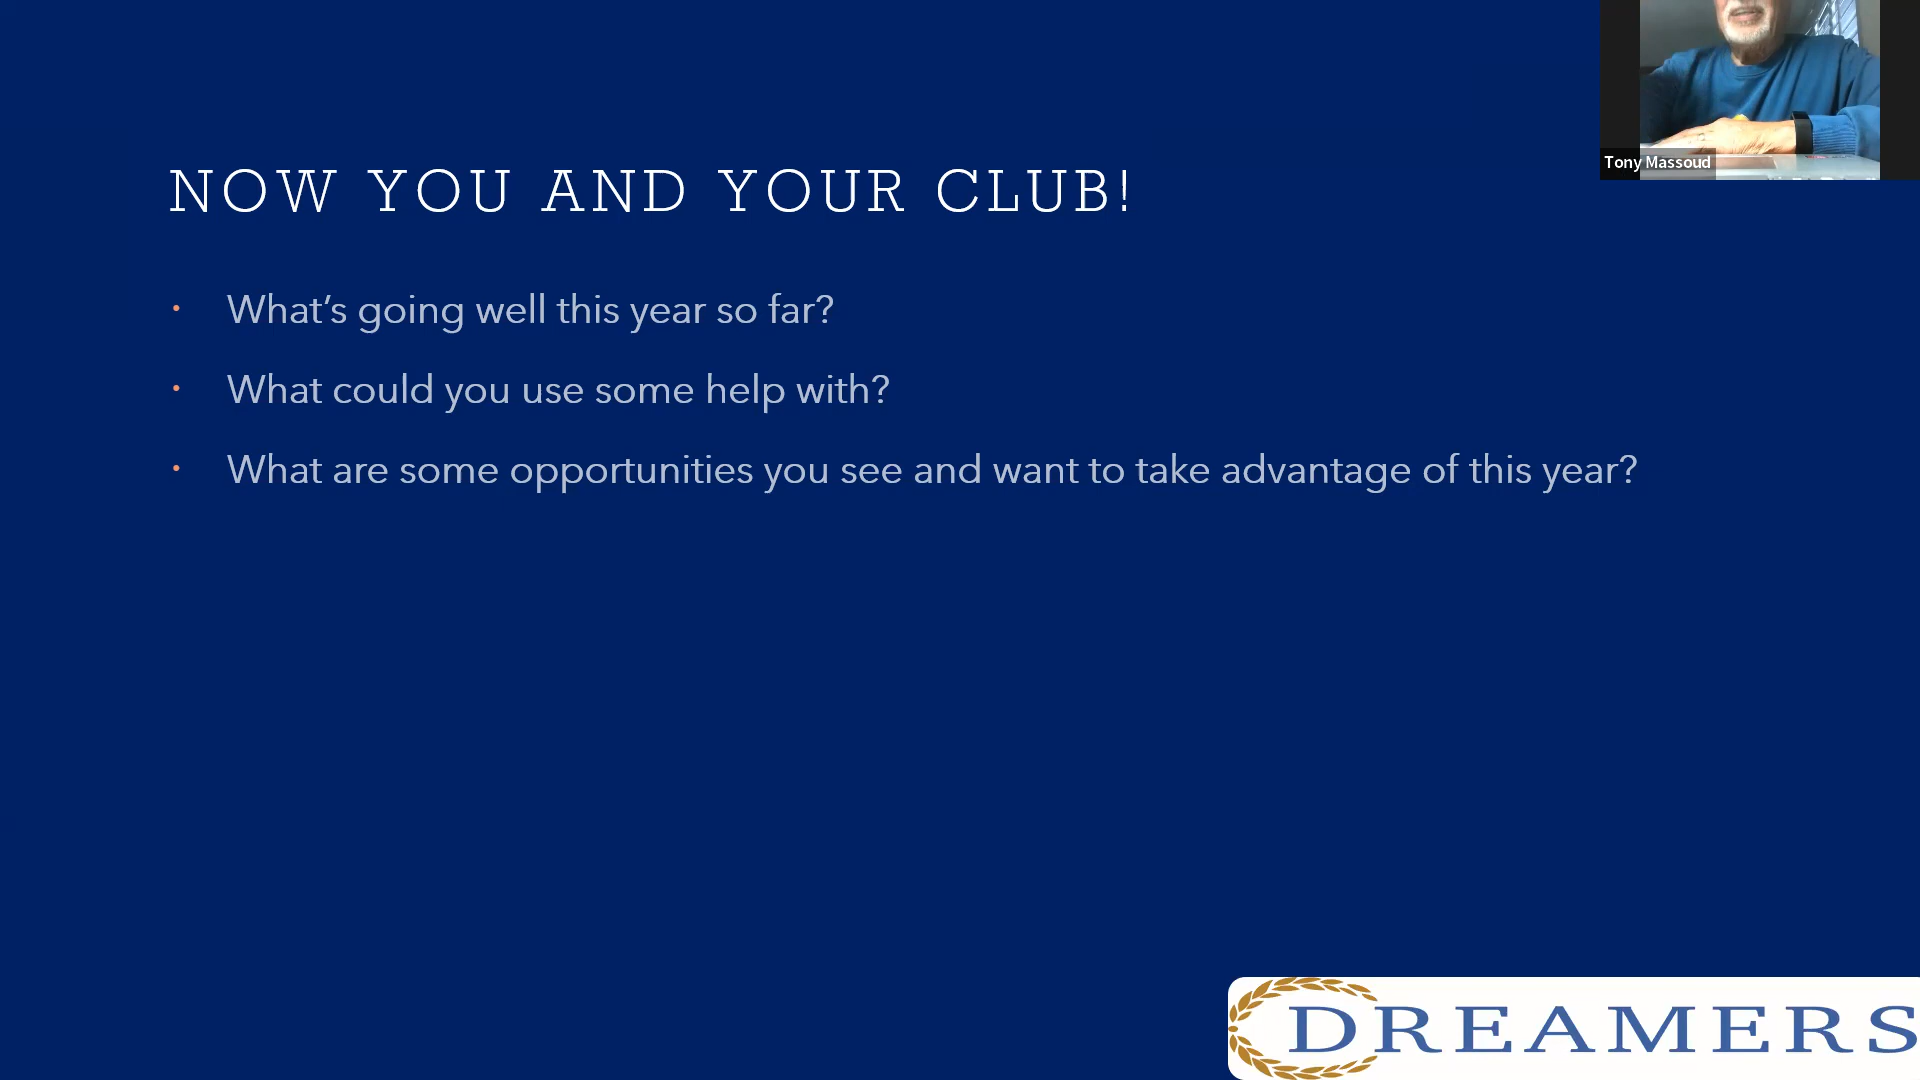 Tony Massoud
NOW YOU AND YOUR CLUB!
• What’s going well this year so far?
• What could you use some help with?
• What are some opportunities you see and want to take advantage of this year?
DREAMERS